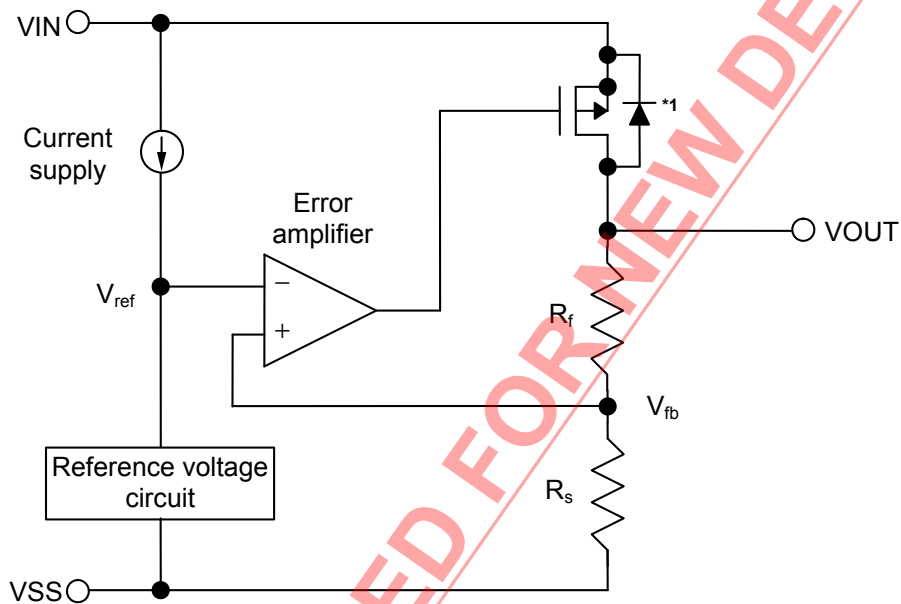 VIN
*1
Current
supply
Error
amplifier
VOUT
Vref
−
+
Rf
Vfb
Reference voltage
circuit
Rs
VSS
ED FOR NEW DE